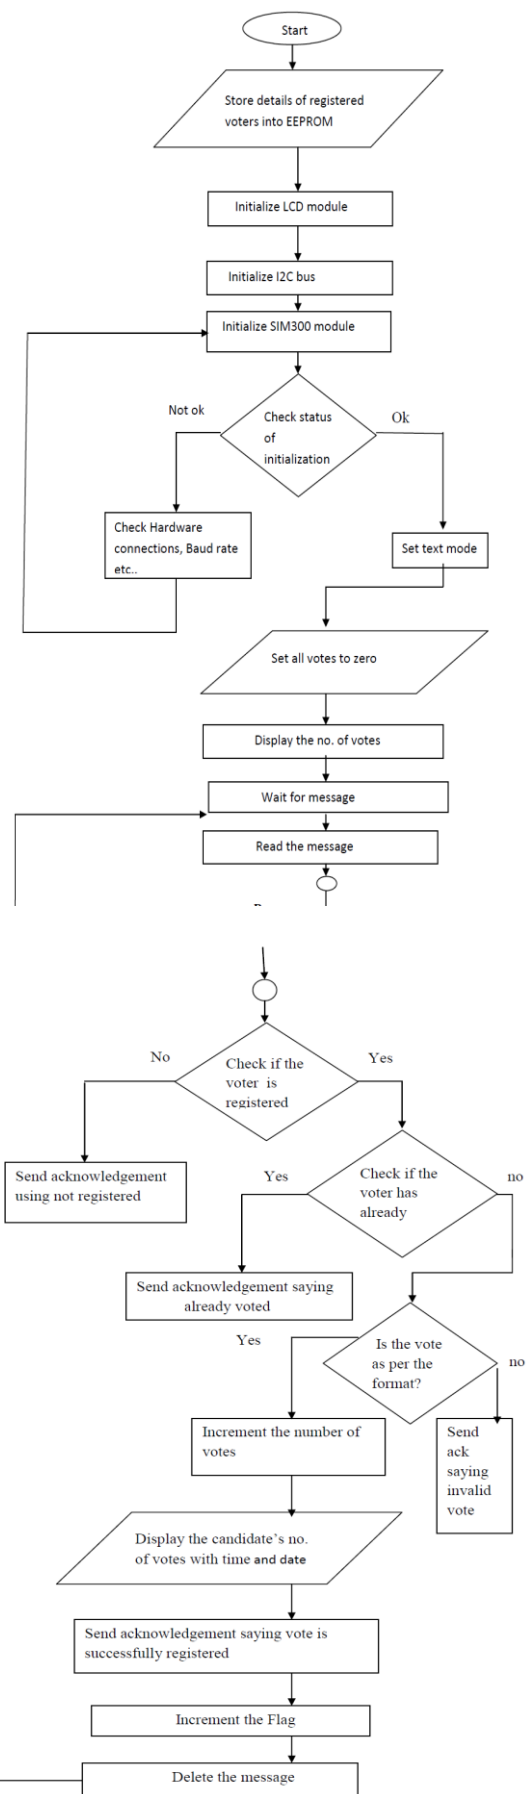 Start
Store details of registered
voters into EEPROM
Initialize LCD module
Initialize I2C bus
Initialize SIM300 module
Not ok
Check status
of
initialization
Ok
Check Hardware
connections, Baud rate
etc..
Set text mode
Set all votes to zero
Display the no. of votes
Wait for message
Read the message
No
Check if the
voter is
registered
Yes
Send acknowledgement
using not registered
Yes
Check if the
voter has
already
no
Send acknowledgement saying
already voted
Yes
Is the vote
as per the
format?
no
Increment the number of
votes
Send
ack
saying
invalid
vote
Display the candidate's no.
of votes with time and date
Send acknowledgement saying vote is
successfully registered
Increment the Flag
Delete the message